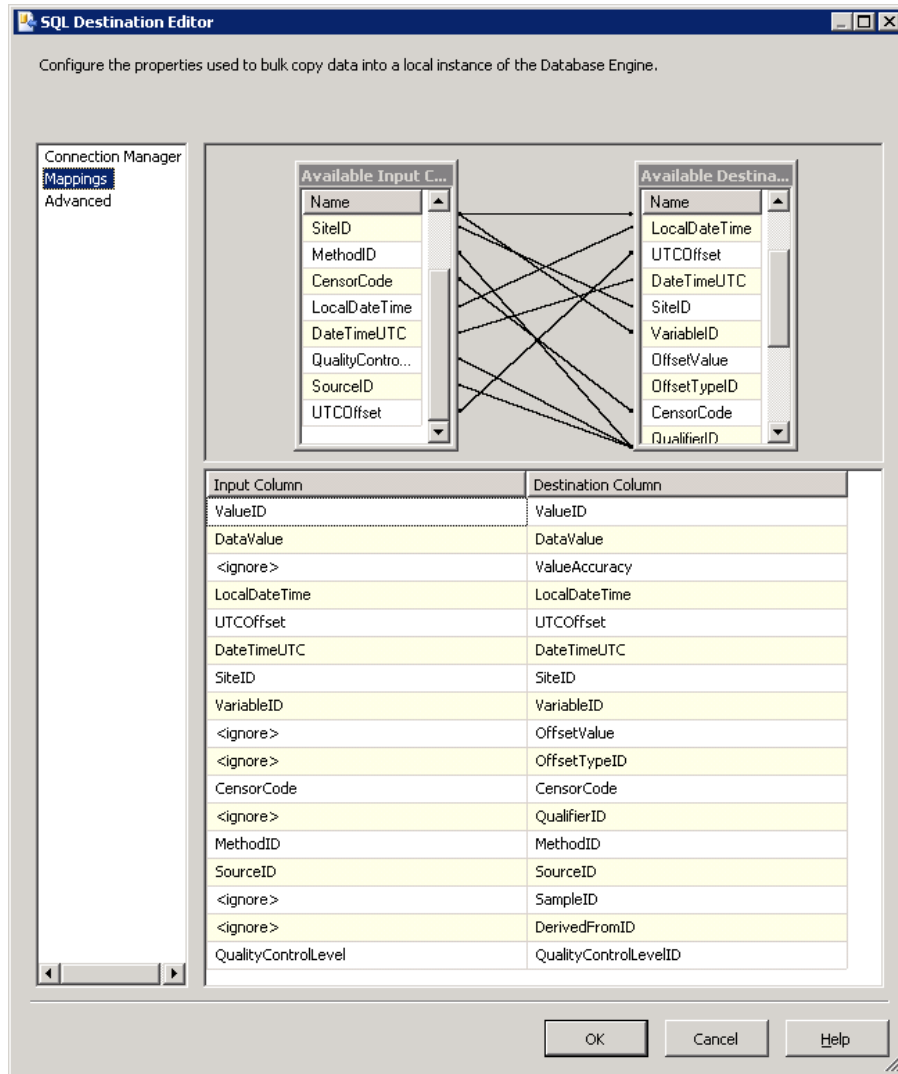 SQL Destination Editor
Configure the properties used to bulk copy data into a local instance of the Database Engine.
Connection Manager
Mappings
Advanced
Available Input C...
Name
SiteID
MethodID
CensorCode
LocalDateTime
DateTimeUTC
QualityContro...
SourceID
UTCOffset
Available Destina...
Name
LocalDateTime
UTCOffset
DateTimeUTC
SiteID
VariableID
OffsetValue
OffsetTypeID
CensorCode
QualifierID
Input Column Destination Column
ValueID ValueID
DataValue DataValue
<ignore> ValueAccuracy
LocalDateTime LocalDateTime
UTCOffset UTCOffset
DateTimeUTC DateTimeUTC
SiteID SiteID
VariableID VariableID
<ignore> OffsetValue
<ignore> OffsetTypeID
CensorCode CensorCode
<ignore> QualifierID
MethodID MethodID
SourceID SourceID
<ignore> SampleID
<ignore> DerivedFromID
QualityControlLevel QualityControlLevelID
OK Cancel Help